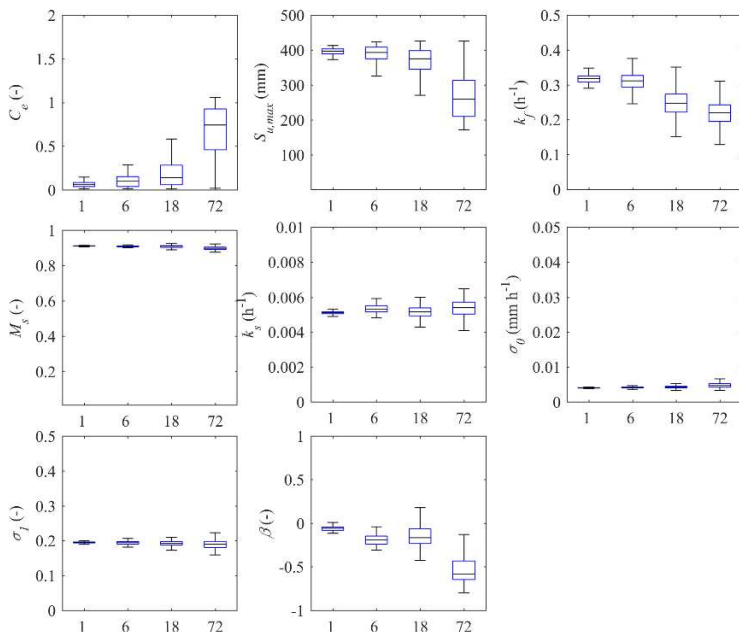 C_e (-)
2
1.5
1
0.5
0
1 6 18 72
S_{u,max} (mm)
500
400
300
200
100
1 6 18 72
k_f (h^{-1})
0.5
0.4
0.3
0.2
0.1
0
1 6 18 72
M_s (-)
1
0.8
0.6
0.4
0.2
1 6 18 72
k_s (h^{-1})
0.01
0.008
0.006
0.004
0.002
0
1 6 18 72
σ_0 (mm h^{-1})
0.05
0.04
0.03
0.02
0.01
0
1 6 18 72
σ_1 (-)
0.5
0.4
0.3
0.2
0.1
0
1 6 18 72
β (-)
1
0.5
0
-0.5
-1
1 6 18 72